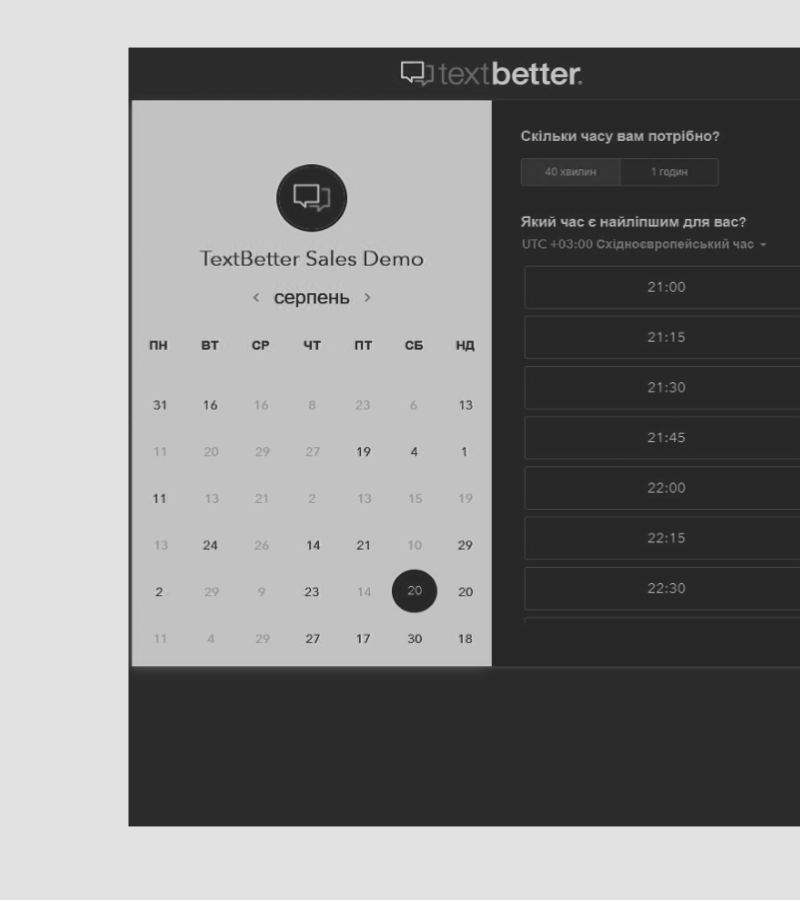 textbetter.
TextBetter Sales Demo
< серпень >
ПН ВТ СР ЧТ ПТ СБ НД
31 16 16 8 23 6 13
11 20 29 27 19 4 1
11 13 21 2 13 15 19
13 24 26 14 21 10 29
2 29 9 23 14 20 20
11 4 29 27 17 30 18
Скільки часу вам потрібно?
40 хвилин 1 годин
Який час є найліпшим для вас?
UTC +03:00 Східноєвропейський час
21:00
21:15
21:30
21:45
22:00
22:15
22:30